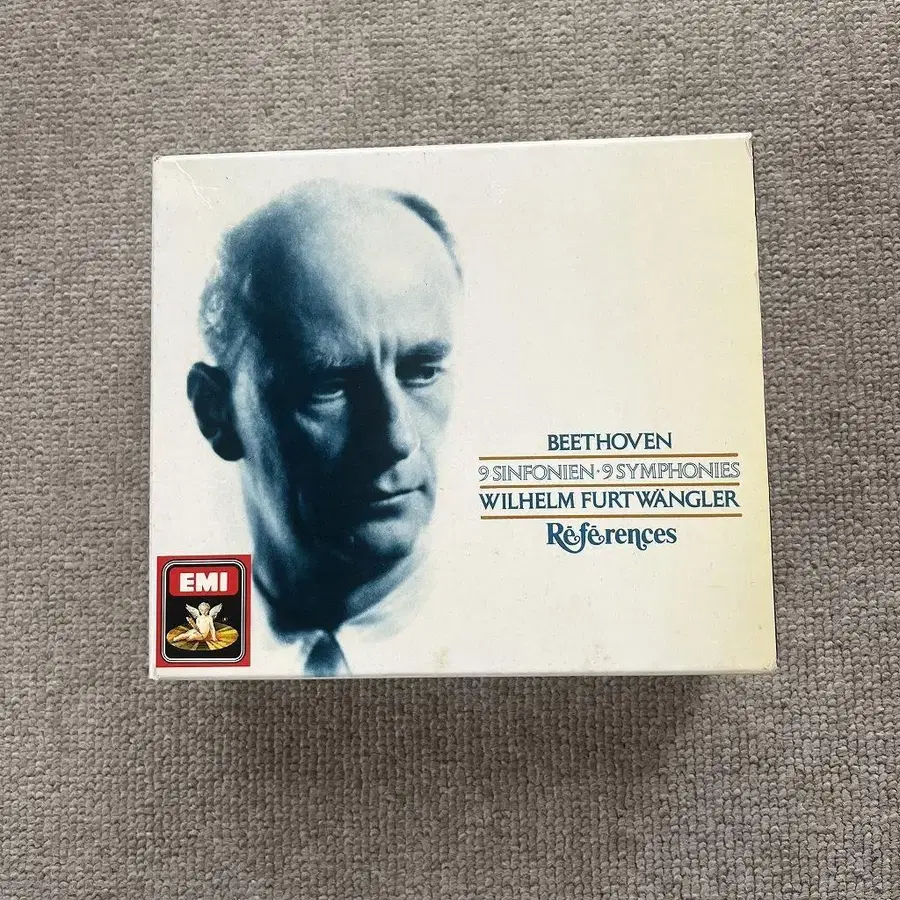 BEETHOVEN
9 SINFONIEN · 9 SYMPHONIES
WILHELM FURTWÄNGLER
Références
EMI